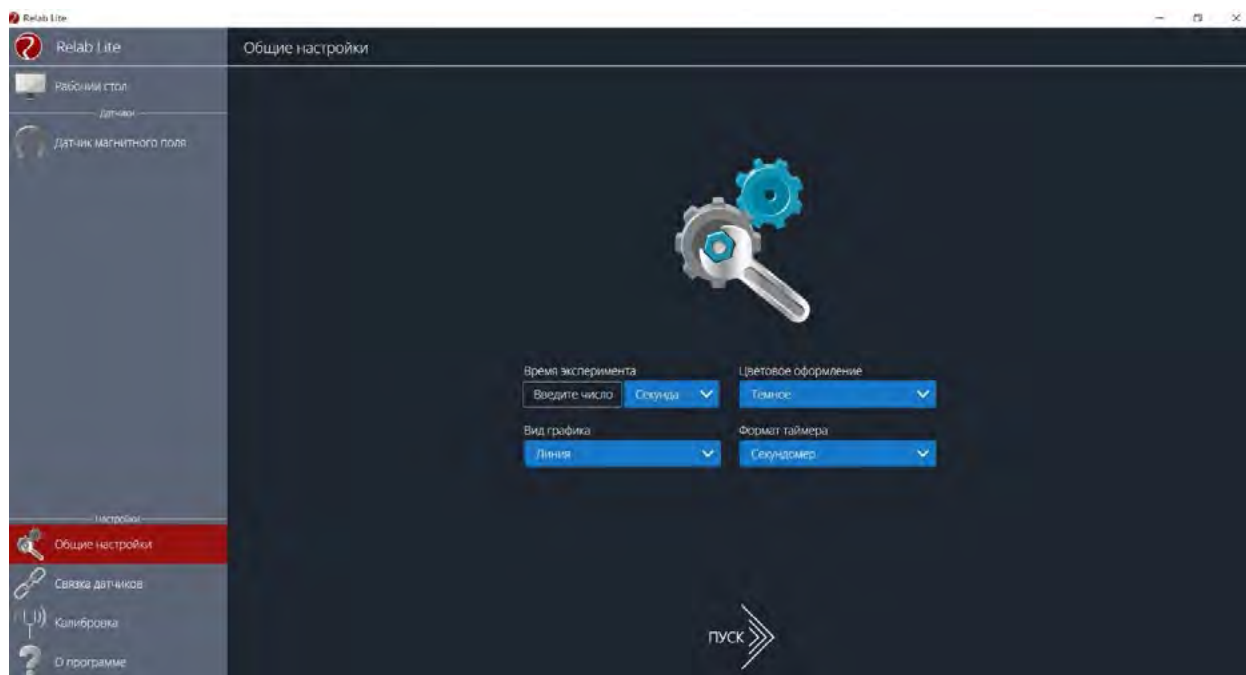 Relab Lite
Relab Lite
Общие настройки
Рабочий стол
Датчики
Датчик магнитного поля
Время эксперимента
Цветовое оформление
Введите число
Секунда
Темное
Вид графика
Формат таймера
Линия
Секундомер
Настройки
Общие настройки
Связка датчиков
Калибровка
О программе
ПУСК